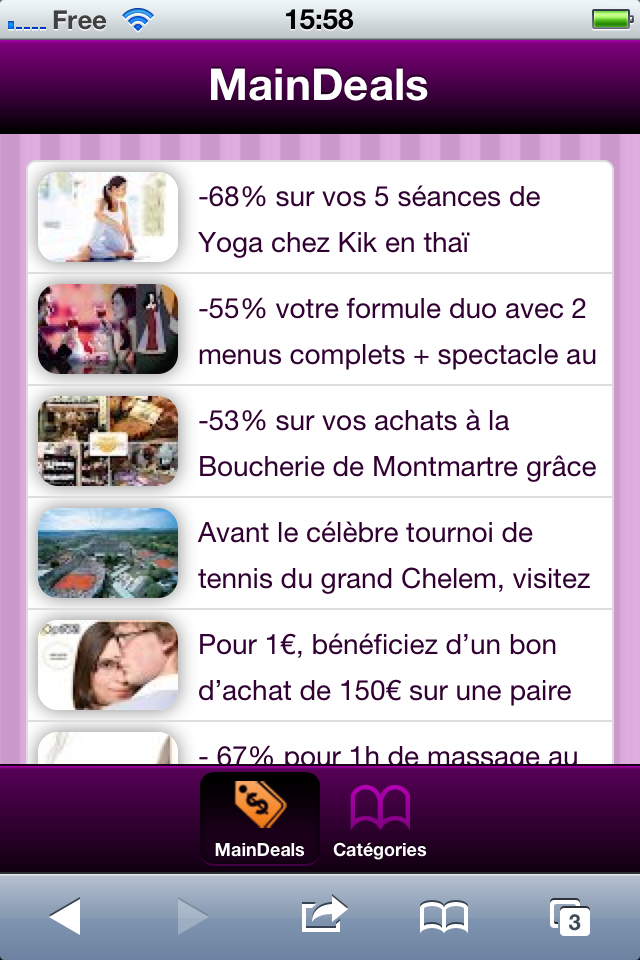 Free 15:58
MainDeals
-68% sur vos 5 séances de
Yoga chez Kik en thaï
-55% votre formule duo avec 2
menus complets + spectacle au
-53% sur vos achats à la
Boucherie de Montmartre grâce
Avant le célèbre tournoi de
tennis du grand Chelem, visitez
Pour 1€, bénéficiez d’un bon
d’achat de 150€ sur une paire
- 67% pour 1h de massage au
MainDeals Catégories
3